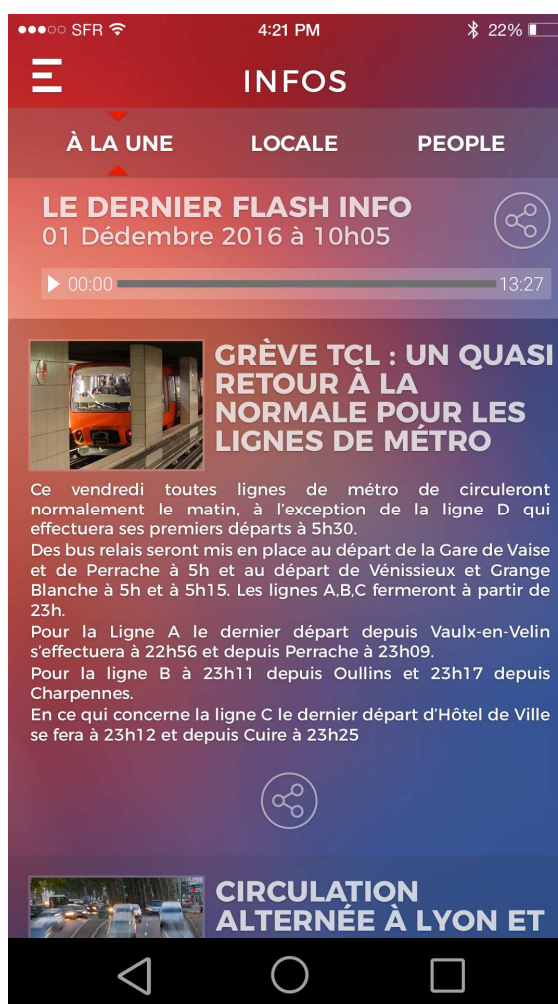 SFR 4:21 PM 22%
INFOS
À LA UNE LOCALE PEOPLE
LE DERNIER FLASH INFO
01 Dédembre 2016 à 10h05
00:00 13:27
GRÈVE TCL : UN QUASI
RETOUR À LA
NORMALE POUR LES
LIGNES DE MÉTRO
Ce vendredi toutes lignes de métro de circuleront
normalement le matin, à l'exception de la ligne D qui
effectuera ses premiers départs à 5h30.
Des bus relais seront mis en place au départ de la Gare de Vaise
et de Perrache à 5h et au départ de Vénissieux et Grange
Blanche à 5h et à 5h15. Les lignes A,B,C fermeront à partir de
23h.
Pour la Ligne A le dernier départ depuis Vaulx-en-Velin
s'effectuera à 22h56 et depuis Perrache à 23h09.
Pour la ligne B à 23h11 depuis Oullins et 23h17 depuis
Charpennes.
En ce qui concerne la ligne C le dernier départ d'Hôtel de Ville
se fera à 23h12 et depuis Cuire à 23h25
CIRCULATION
ALTERNÉE À LYON ET